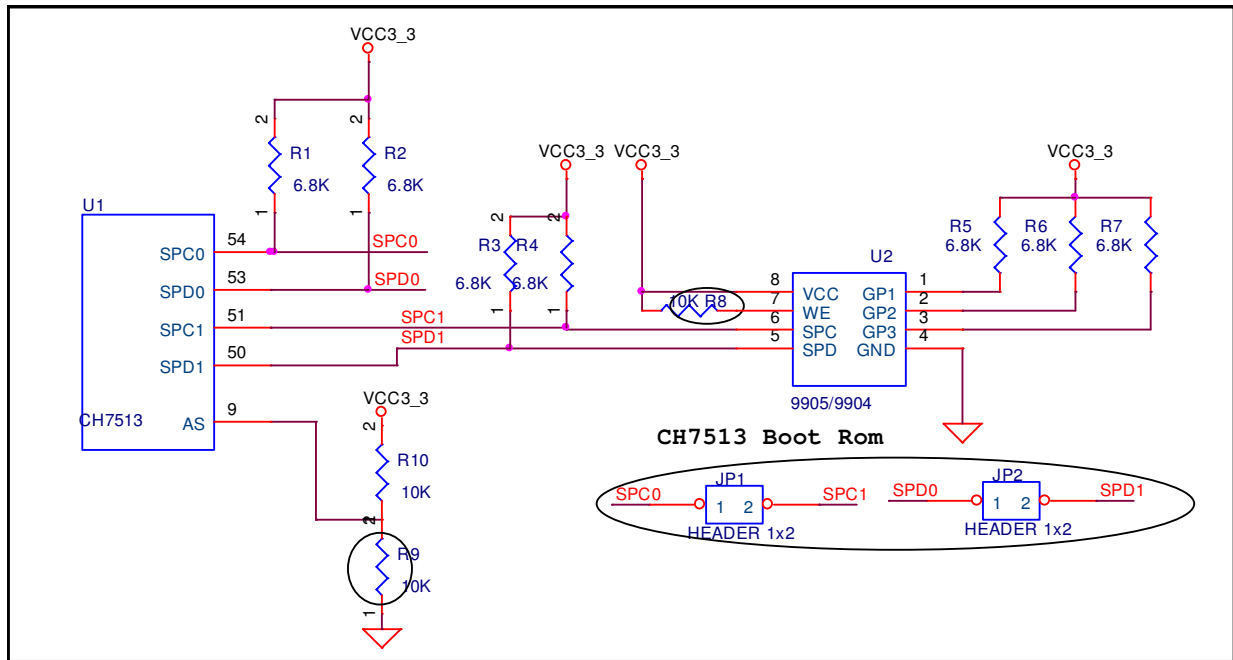 VCC3_3
2
2
R1
6.8K
R2
6.8K
1
1
U1
SPC0
54
SPC0
SPD0
53
SPD0
SPC1
51
SPC1
SPD1
50
SPD1
AS
9
CH7513
VCC3_3
VCC3_3
2
2
R3
R4
6.8K
6.8K
1
1
10K R8
U2
8
7
6
5
VCC
WE
SPC
SPD
GP1
GP2
GP3
GND
1
2
3
4
9905/9904
VCC3_3
R5
6.8K
R6
6.8K
R7
6.8K
VCC3_3
2
R10
10K
2
R9
10K
1
CH7513 Boot Rom
SPC0
JP1
1 2
SPC1
HEADER 1x2
SPD0
JP2
1 2
SPD1
HEADER 1x2